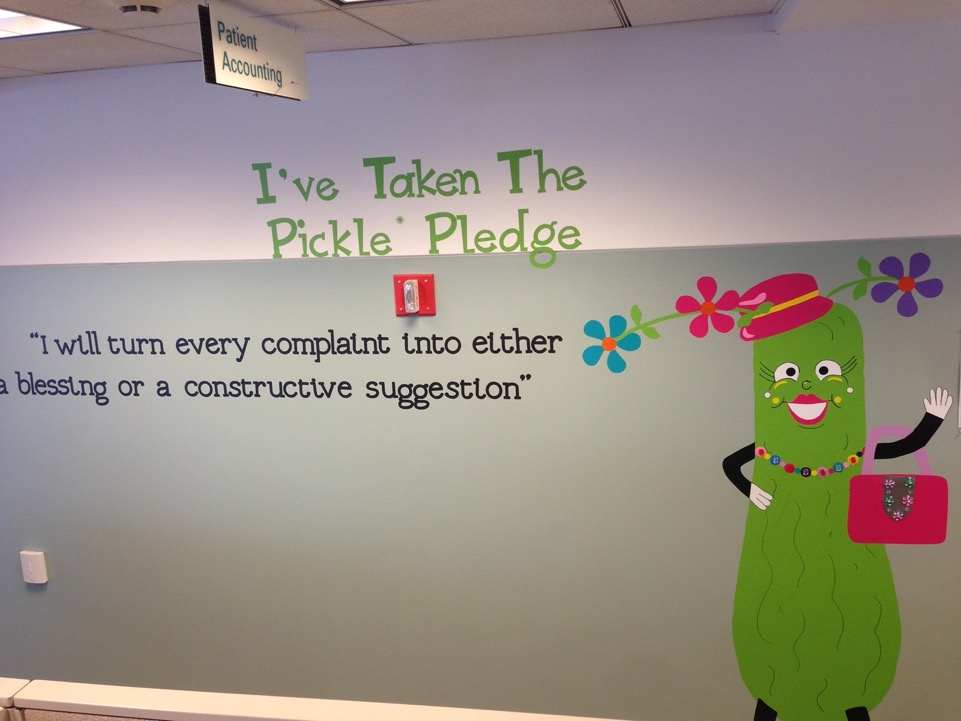 Patient
Accounting
I've Taken The
Pickle* Pledge
"I will turn every complaint into either
a blessing or a constructive suggestion"